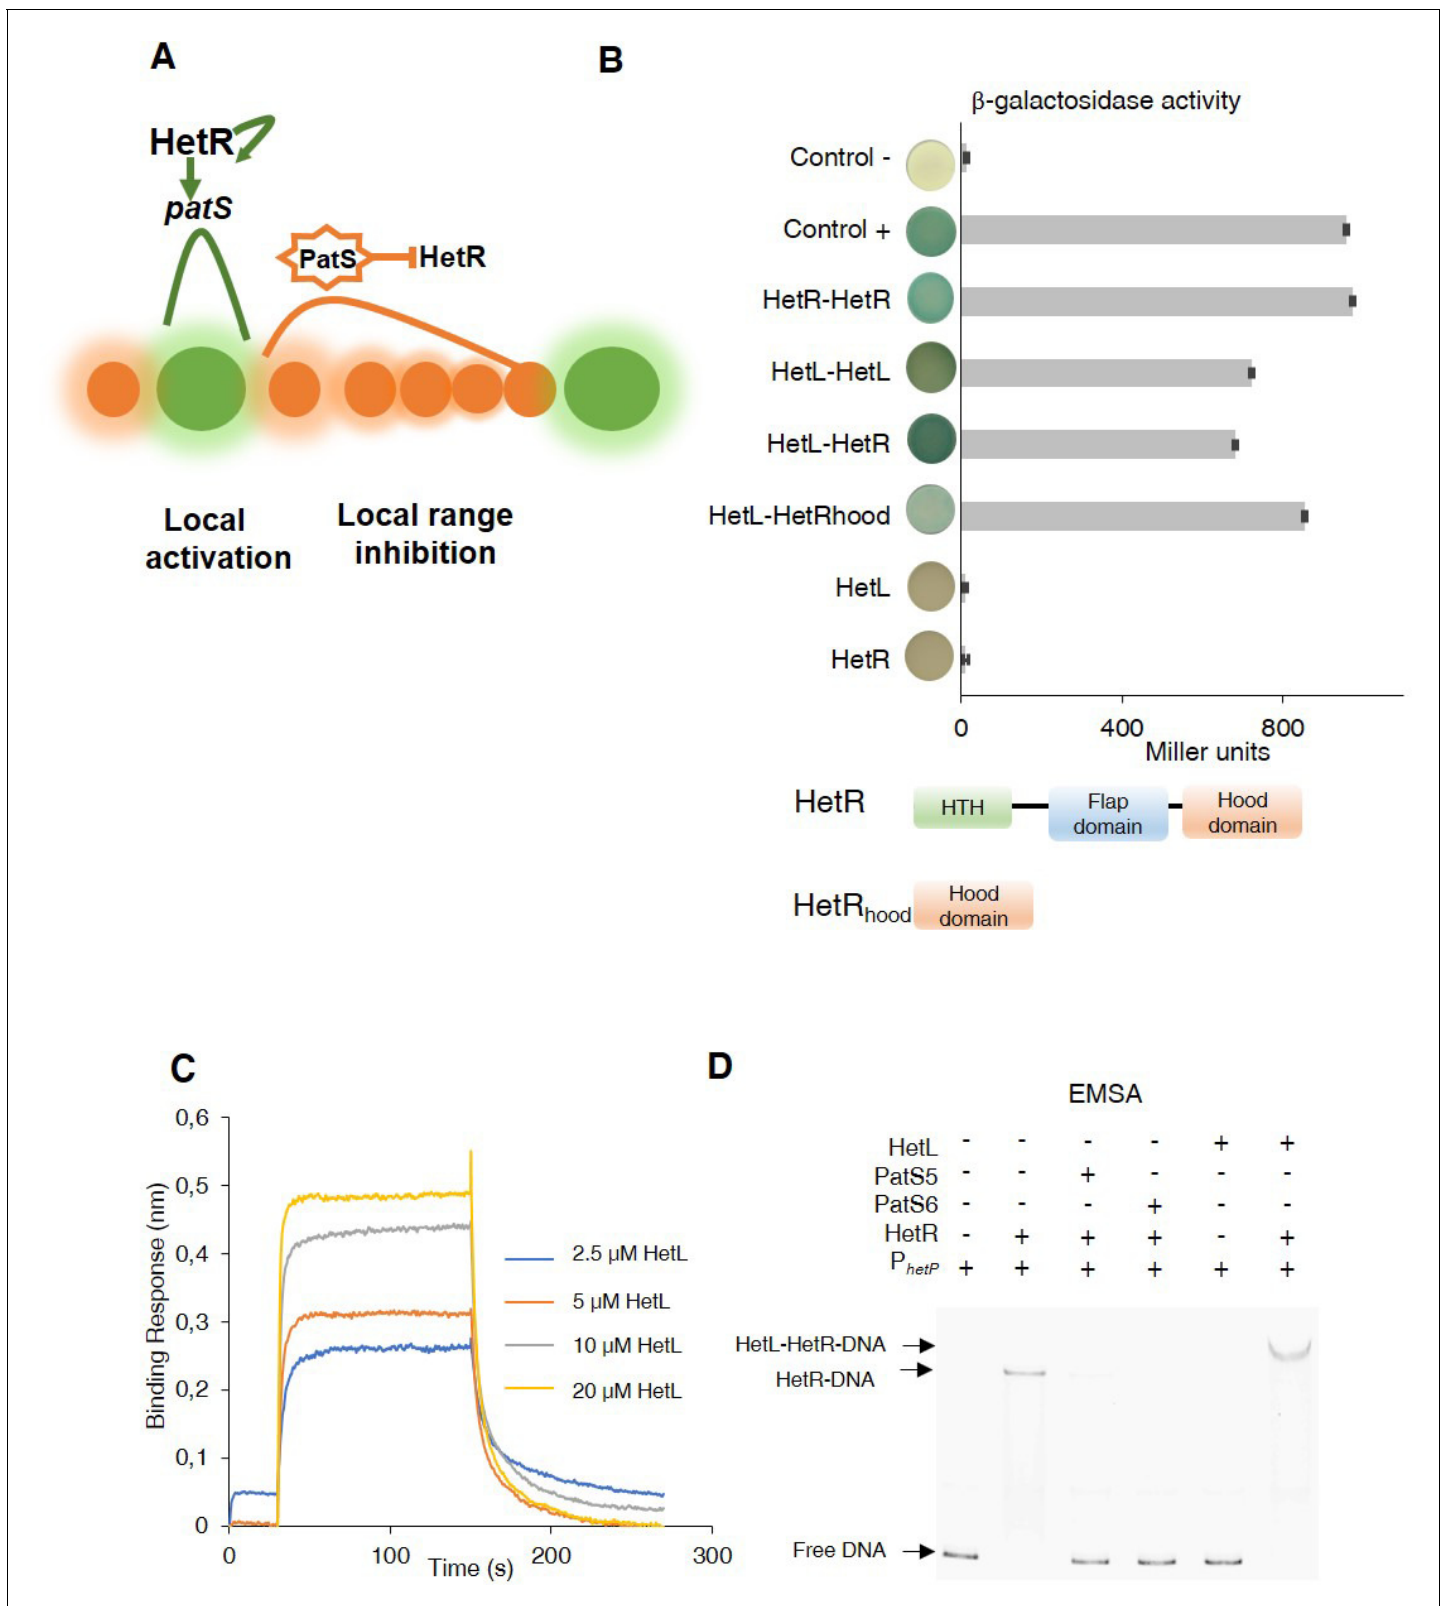 A
HetR
patS
PatS
HetR
Local
activation
Local range
inhibition
B
β-galactosidase activity
Control -
Control +
HetR-HetR
HetL-HetL
HetL-HetR
HetL-HetRhood
HetL
HetR
0 400 800
Miller units
HetR
HTH
Flap
domain
Hood
domain
HetRhood
Hood
domain
C
0,6
0,5
0,4
0,3
0,2
0,1
0
Binding Response (nm)
2.5 µM HetL
5 µM HetL
10 µM HetL
20 µM HetL
0 100 200 300
Time (s)
D
EMSA
HetL - - - - + +
PatS5 - - + - - -
PatS6 - - - + - -
HetR - + + + - +
PhetP + + + + + +
HetL-HetR-DNA
HetR-DNA
Free DNA